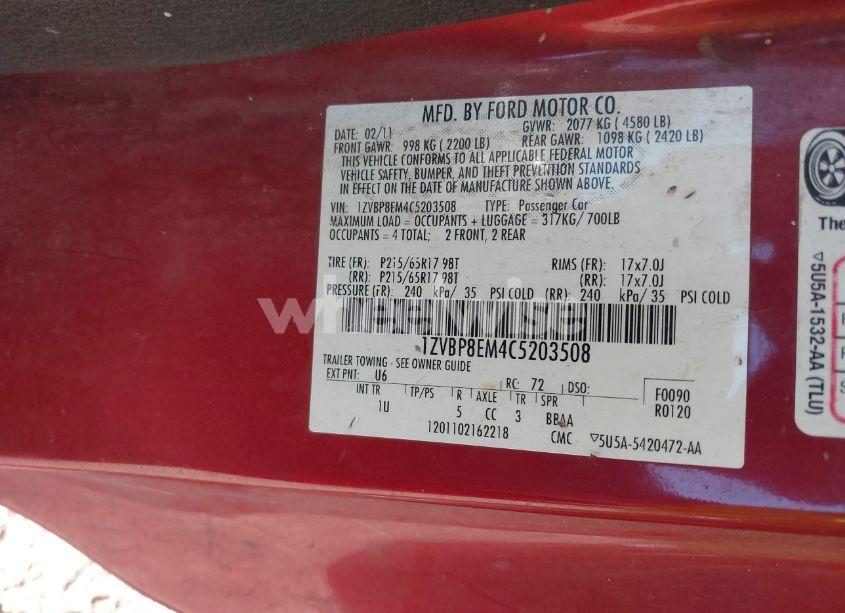 MFD. BY FORD MOTOR CO.
DATE: 02/11 GVWR: 2077 KG ( 4580 LB)
FRONT GAWR: 998 KG ( 2200 LB) REAR GAWR: 1098 KG ( 2420 LB)
THIS VEHICLE CONFORMS TO ALL APPLICABLE FEDERAL MOTOR
VEHICLE SAFETY, BUMPER, AND THEFT PREVENTION STANDARDS
IN EFFECT ON THE DATE OF MANUFACTURE SHOWN ABOVE.
VIN: 1ZVBP8EM4C5203508 TYPE: Passenger Car
MAXIMUM LOAD = OCCUPANTS + LUGGAGE = 317KG/ 700LB
OCCUPANTS = 4 TOTAL; 2 FRONT, 2 REAR
TIRE (FR): P215/65R17 98T RIMS (FR): 17x7.0J
(RR): P215/65R17 98T (RR): 17x7.0J
PRESSURE (FR): 240 kPa/ 35 PSI COLD (RR): 240 kPa/ 35 PSI COLD
1ZVBP8EM4C5203508
TRAILER TOWING - SEE OWNER GUIDE
EXT PNT: U6 RC: 72 DSO: F0090
R0120
INT TR TP/PS R AXLE TR SPR
1U 5 CC 3 BBAA
1201102162218 CMC ▽5U5A-5420472-AA
The
▽5U5A-1532-AA (TLU)
wheelwise